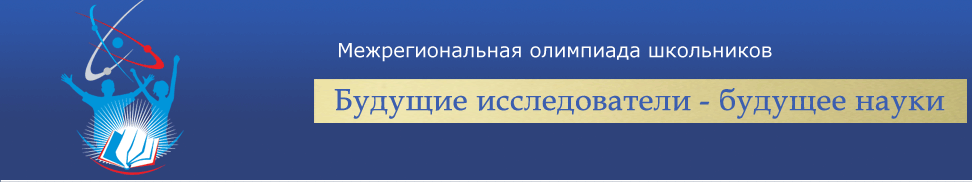 Межрегиональная олимпиада школьников
Будущие исследователи - будущее науки